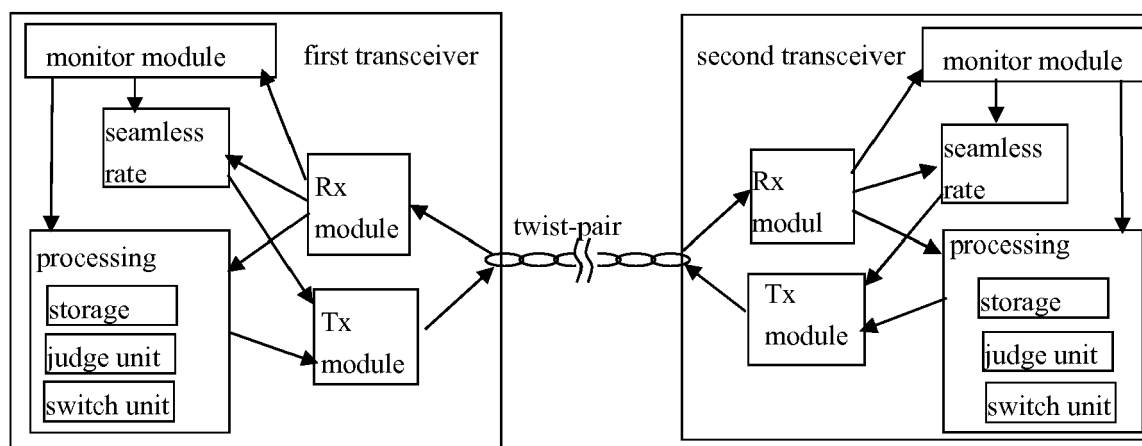 monitor module
first transceiver
seamless
rate
Rx
module
processing
storage
judge unit
switch unit
Tx
module
twist-pair
second transceiver
monitor module
seamless
rate
Rx
modul
processing
storage
judge unit
switch unit
Tx
module